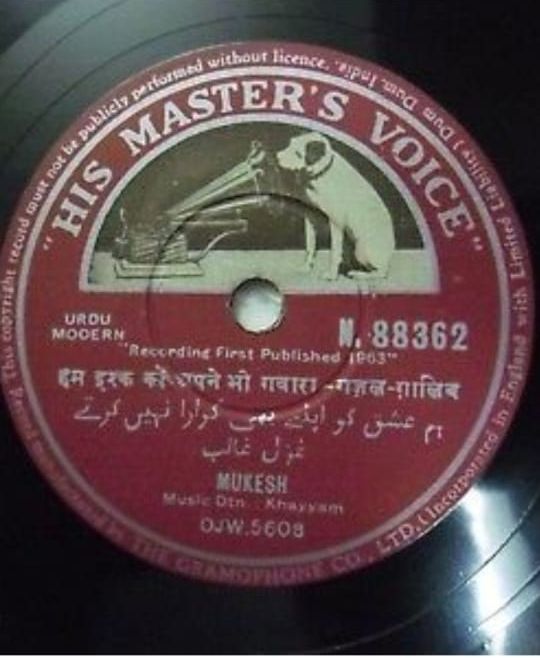 This copyright record must not be publicly performed without licence.
THE GRAMOPHONE CO., LTD., (Incorporated in England with Limited Liability) Dum Dum, India.
"HIS MASTER'S VOICE"
URDU
MODERN
N. 88362
"Recording First Published 1963"
हम इश्क को अपने भी गवारा -गज़ल-ग़ालिब
ہم عشق کو اپنے بھی گوارا نہیں کرتے
غزل غالب
MUKESH
Music Dtn : Khayyam
OJW.5608